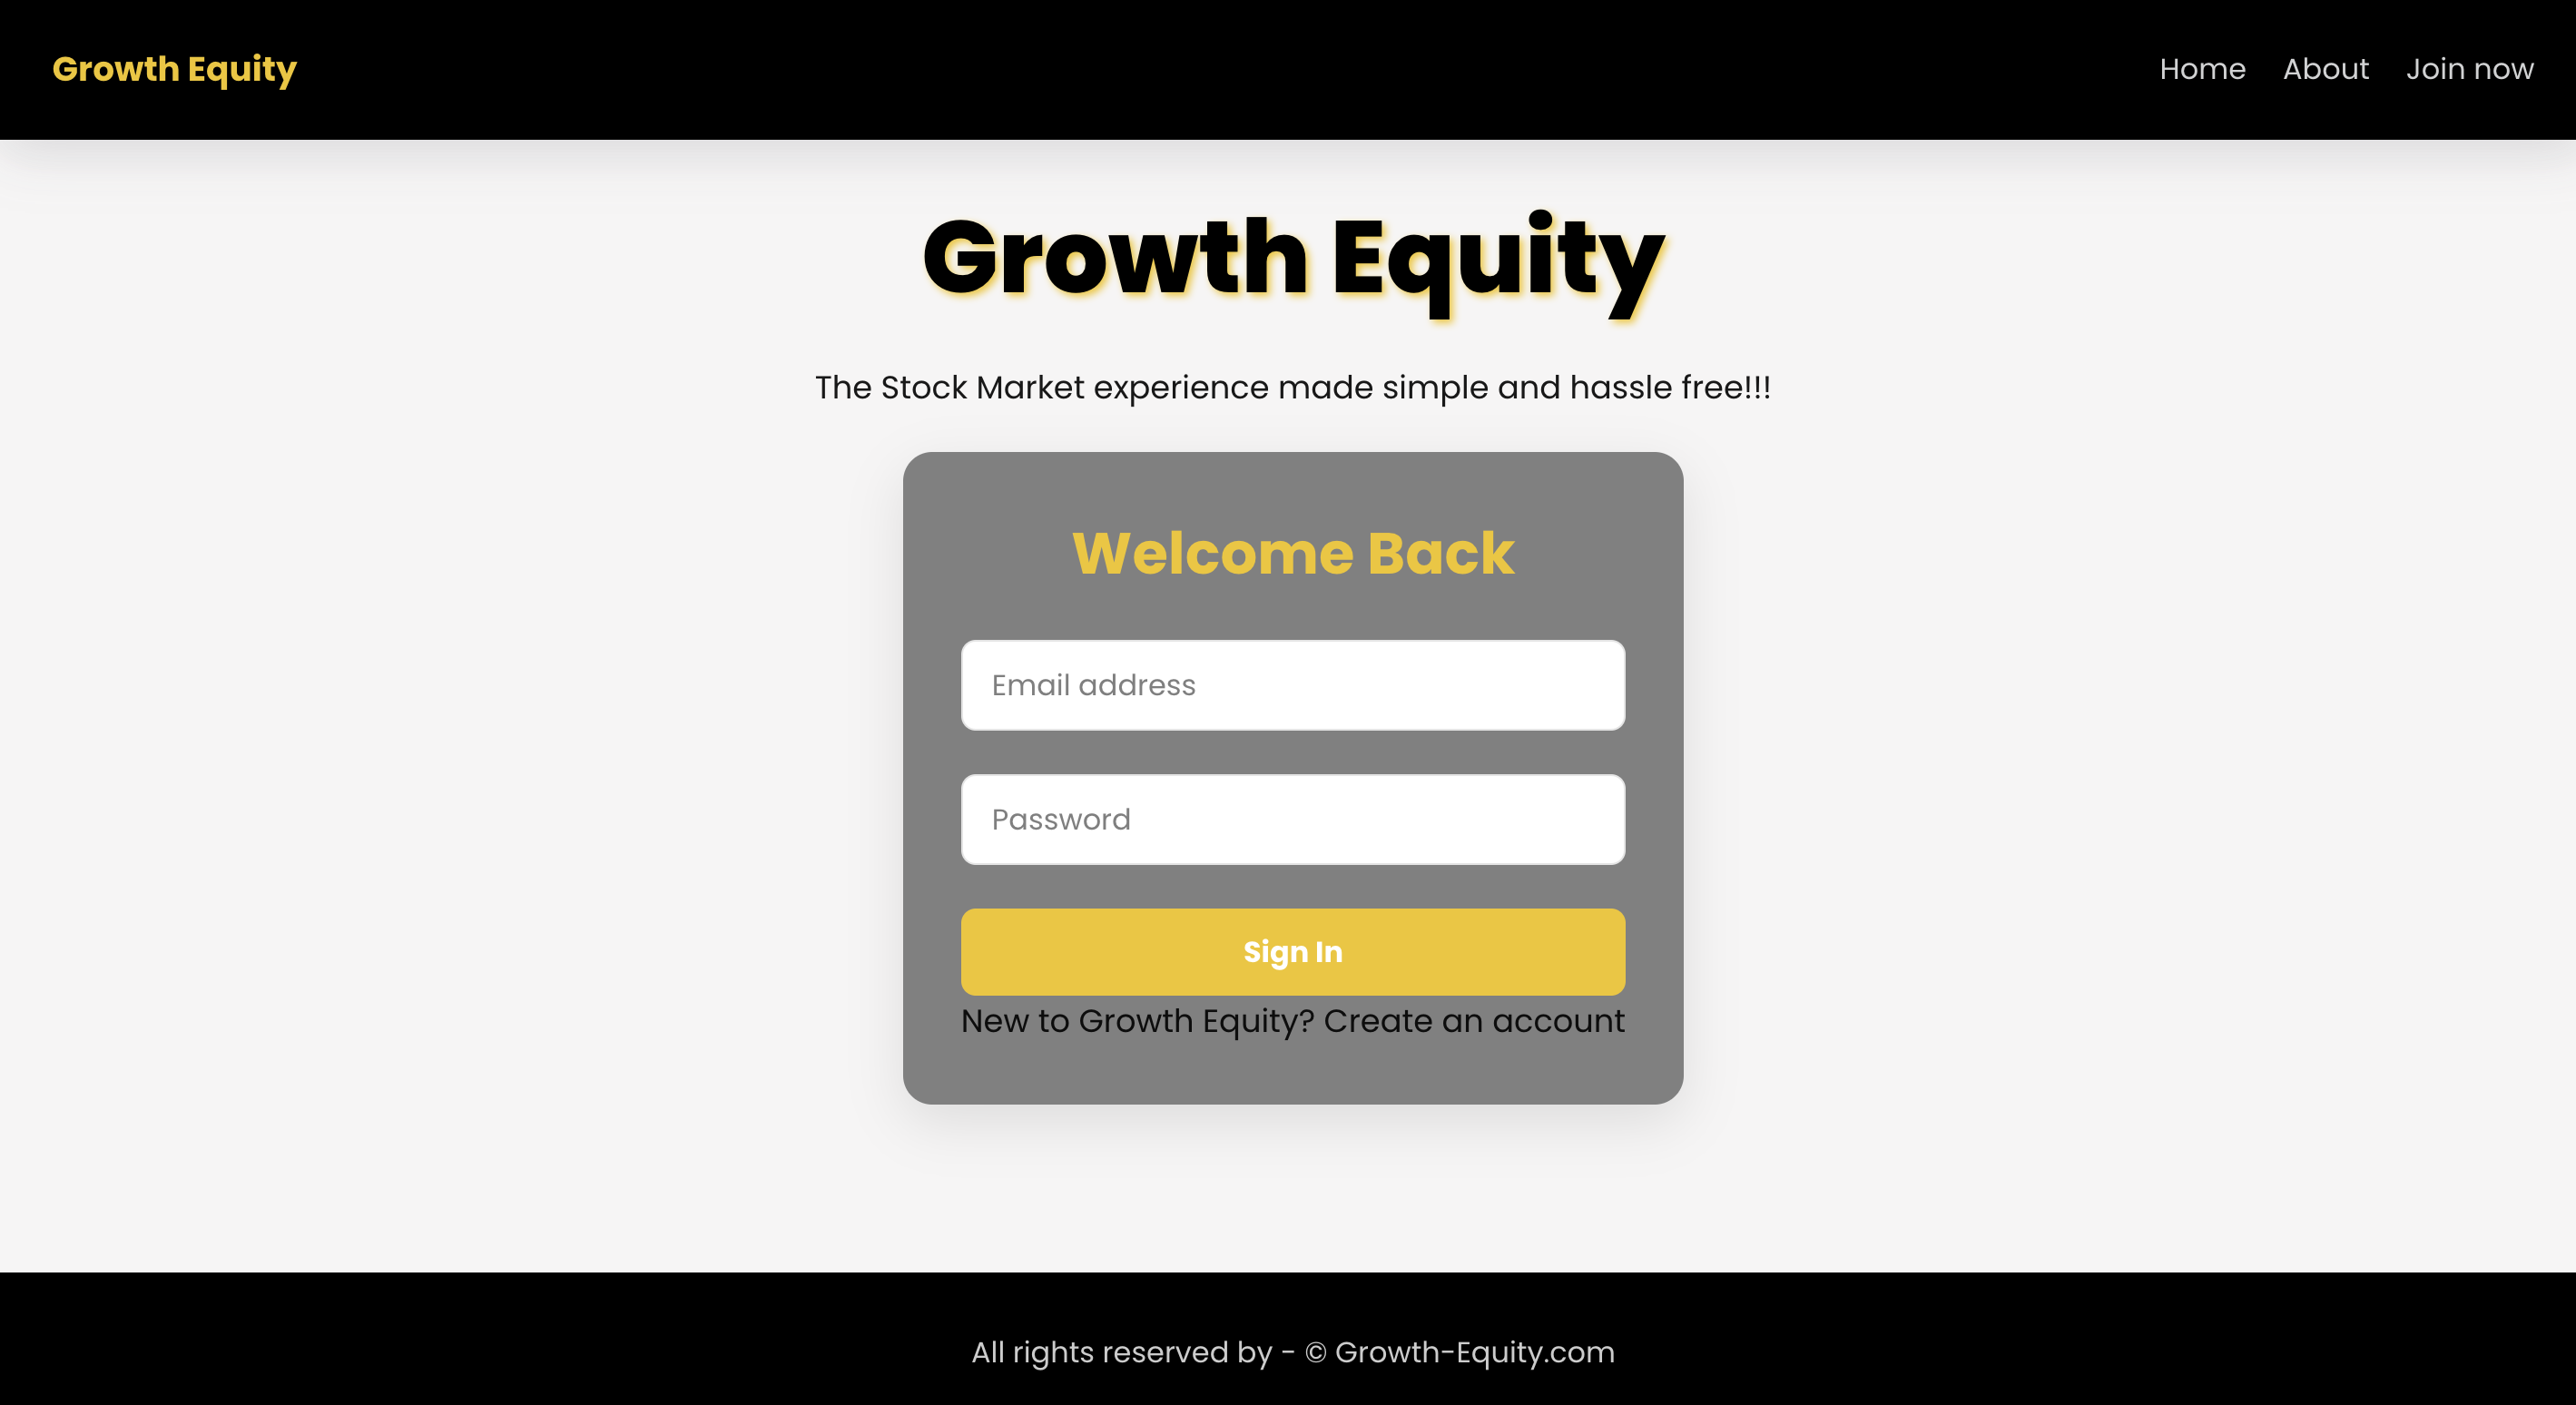 Growth Equity
Home About Join now
Growth Equity
The Stock Market experience made simple and hassle free!!!
Welcome Back
Email address
Password
Sign In
New to Growth Equity? Create an account
All rights reserved by - © Growth-Equity.com